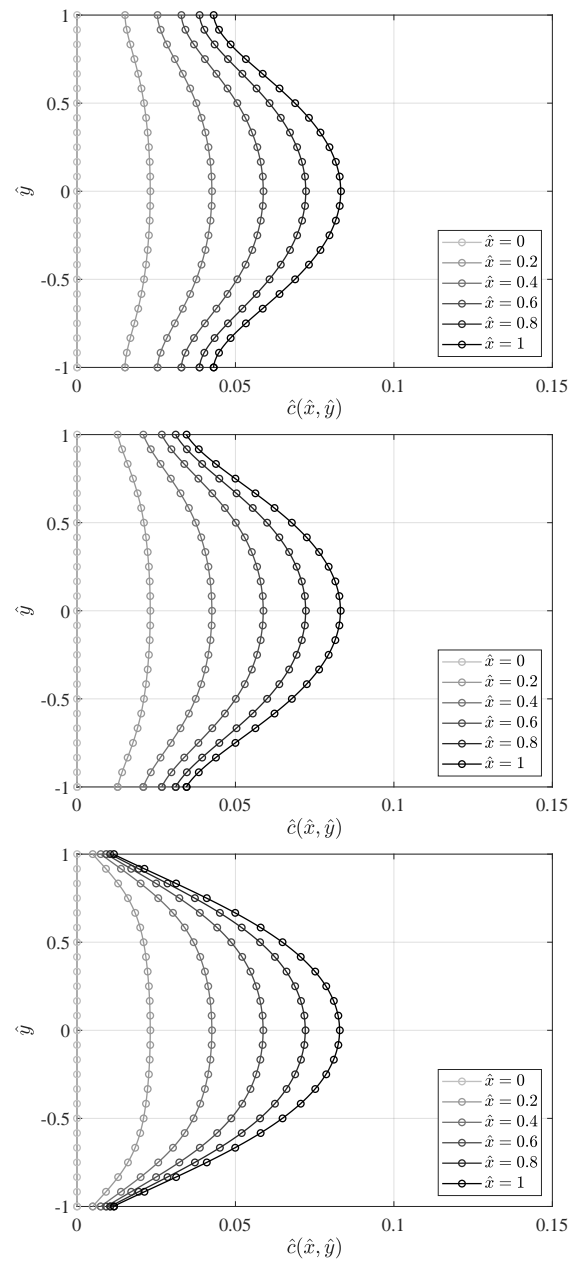 1
0.5
0
-0.5
-1
ŷ
x̂ = 0
x̂ = 0.2
x̂ = 0.4
x̂ = 0.6
x̂ = 0.8
x̂ = 1
0 0.05 0.1 0.15
ĉ(x̂, ŷ)
1
0.5
0
-0.5
-1
ŷ
x̂ = 0
x̂ = 0.2
x̂ = 0.4
x̂ = 0.6
x̂ = 0.8
x̂ = 1
0 0.05 0.1 0.15
ĉ(x̂, ŷ)
1
0.5
0
-0.5
-1
ŷ
x̂ = 0
x̂ = 0.2
x̂ = 0.4
x̂ = 0.6
x̂ = 0.8
x̂ = 1
0 0.05 0.1 0.15
ĉ(x̂, ŷ)